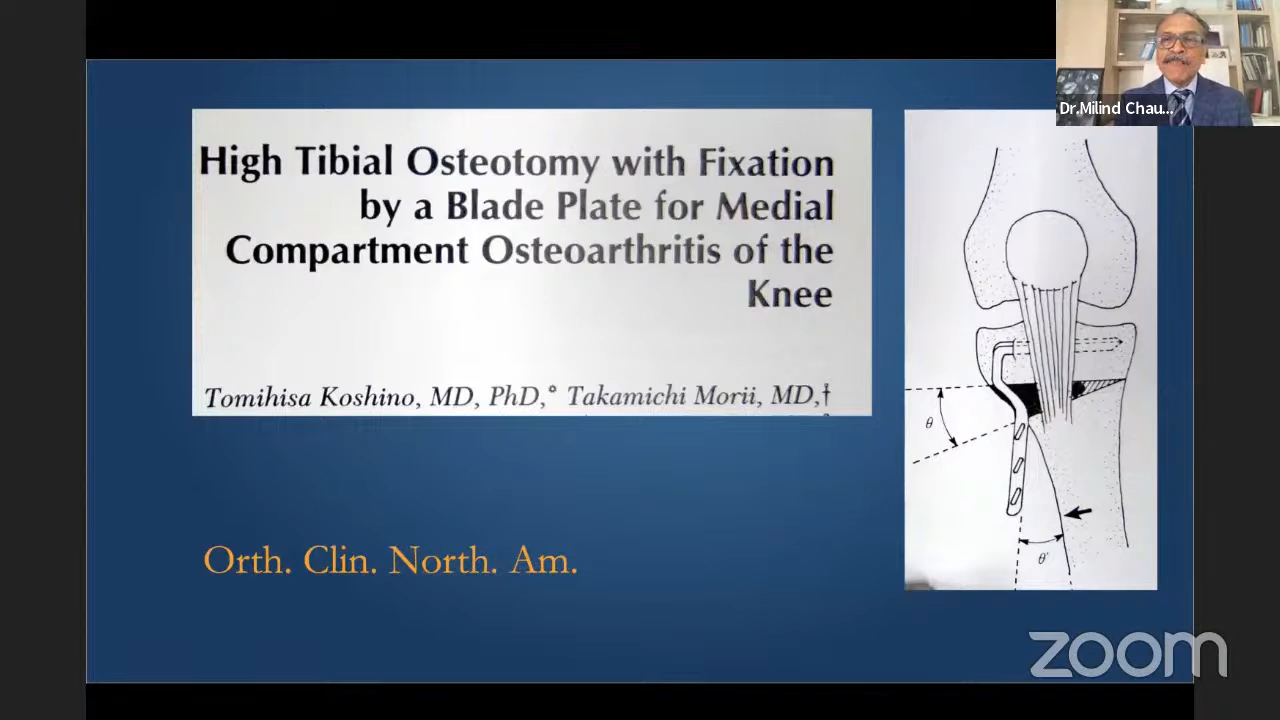 High Tibial Osteotomy with Fixation
by a Blade Plate for Medial
Compartment Osteoarthritis of the
Knee
Tomihisa Koshino, MD, PhD,* Takamichi Morii, MD,†
Orth. Clin. North. Am.
θ
θ'
Dr.Milind Chau...
zoom